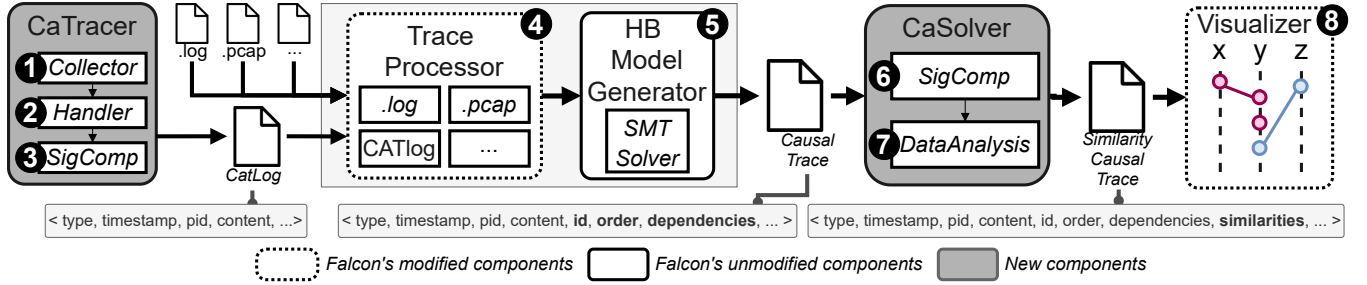 CaTracer
1 Collector
2 Handler
3 SigComp
.log
.pcap
...
CatLog
4
Trace
Processor
.log
.pcap
CATlog
...
5
HB
Model
Generator
SMT
Solver
Causal
Trace
CaSolver
6 SigComp
7 DataAnalysis
Similarity
Causal
Trace
Visualizer 8
x y z
< type, timestamp, pid, content, ...>
< type, timestamp, pid, content, id, order, dependencies, ... >
< type, timestamp, pid, content, id, order, dependencies, similarities, ... >
Falcon's modified components
Falcon's unmodified components
New components